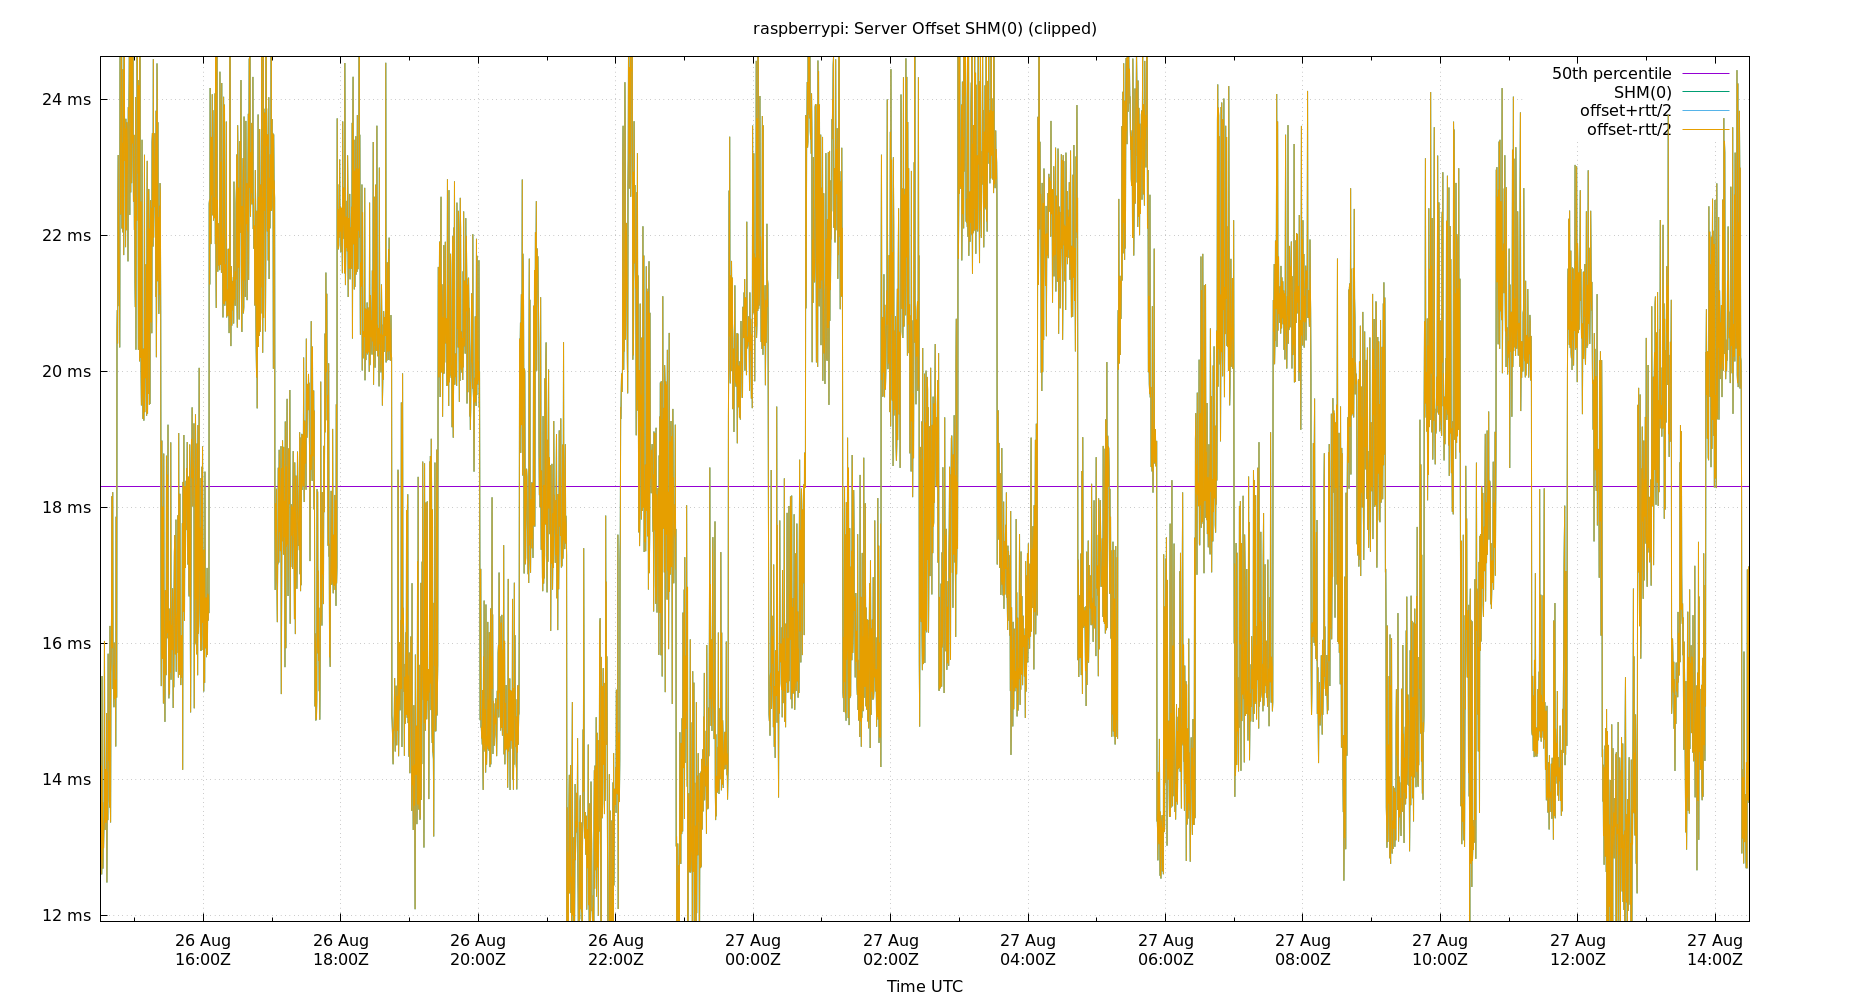 raspberrypi: Server Offset SHM(0) (clipped)
50th percentile
SHM(0)
offset+rtt/2
offset-rtt/2
24 ms
22 ms
20 ms
18 ms
16 ms
14 ms
12 ms
26 Aug 26 Aug 26 Aug 26 Aug 27 Aug 27 Aug 27 Aug 27 Aug 27 Aug 27 Aug 27 Aug 27 Aug
16:00Z 18:00Z 20:00Z 22:00Z 00:00Z 02:00Z 04:00Z 06:00Z 08:00Z 10:00Z 12:00Z 14:00Z
Time UTC